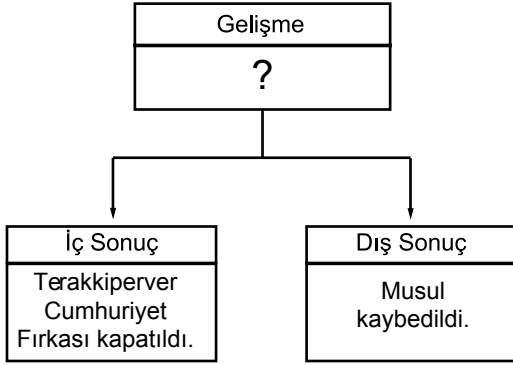 Gelişme
?
İç Sonuç
Terakkiperver
Cumhuriyet
Fırkası kapatıldı.
Dış Sonuç
Musul
kaybedildi.